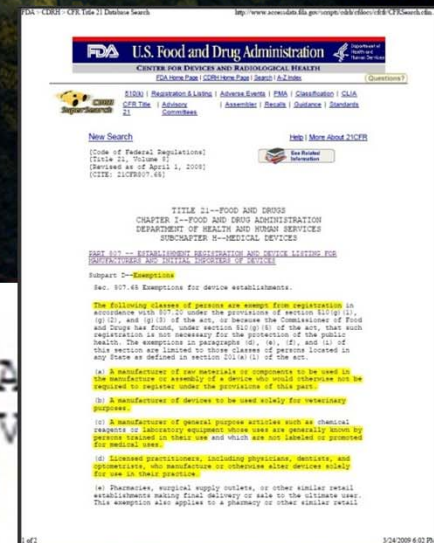 FDA > CDRH > CFR Title 21 Database Search
U.S. Food and Drug Administration
FDA
Department of
Health and
Human Services
CENTER FOR DEVICES AND RADIOLOGICAL HEALTH
FDA Home Page | CDRH Home Page | Search | A-Z Index
Questions?
510(k) | Registration & Listing | Adverse Events | PMA | Classification | CLIA
CFR Title 21 | Advisory Committees | Assembler | Recalls | Guidance | Standards
CDRH
Super Search
New Search
Help | More About 21CFR
[Code of Federal Regulations]
[Title 21, Volume 8]
[Revised as of April 1, 2008]
[CITE: 21CFR807.65]
See Related
Information
TITLE 21--FOOD AND DRUGS
CHAPTER I--FOOD AND DRUG ADMINISTRATION
DEPARTMENT OF HEALTH AND HUMAN SERVICES
SUBCHAPTER H--MEDICAL DEVICES
PART 807 -- ESTABLISHMENT REGISTRATION AND DEVICE LISTING FOR
MANUFACTURERS AND INITIAL IMPORTERS OF DEVICES
Subpart D--Exemptions
Sec. 807.65 Exemptions for device establishments.
The following classes of persons are exempt from registration in
accordance with 807.20 under the provisions of section 510(g)(1),
(g)(2), and (g)(3) of the act, or because the Commissioner of Food
and Drugs has found, under section 510(g)(5) of the act, that such
registration is not necessary for the protection of the public
health. The exemptions in paragraphs (d), (e), (f), and (i) of
this section are limited to those classes of persons located in
any State as defined in section 201(a)(1) of the act.
(a) A manufacturer of raw materials or components to be used in
the manufacture or assembly of a device who would otherwise not be
required to register under the provisions of this part.
(b) A manufacturer of devices to be used solely for veterinary
purposes.
(c) A manufacturer of general purpose articles such as chemical
reagents or laboratory equipment whose uses are generally known by
persons trained in their use and which are not labeled or promoted
for medical uses.
(d) Licensed practitioners, including physicians, dentists, and
optometrists, who manufacture or otherwise alter devices solely
for use in their practice.
(e) Pharmacies, surgical supply outlets, or other similar retail
establishments making final delivery or sale to the ultimate user.
This exemption also applies to a pharmacy or other similar retail
1 of 2
3/24/2009 6:02 PM